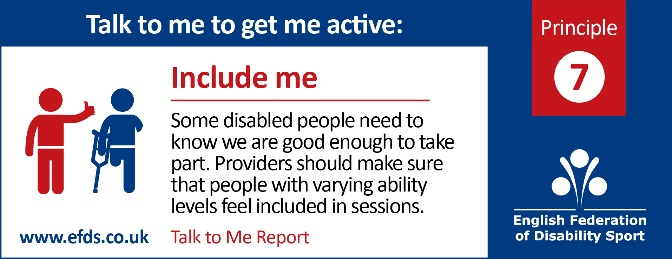 Talk to me to get me active:
Principle
7
Include me
Some disabled people need to
know we are good enough to take
part. Providers should make sure
that people with varying ability
levels feel included in sessions.
www.efds.co.uk
Talk to Me Report
English Federation
of Disability Sport